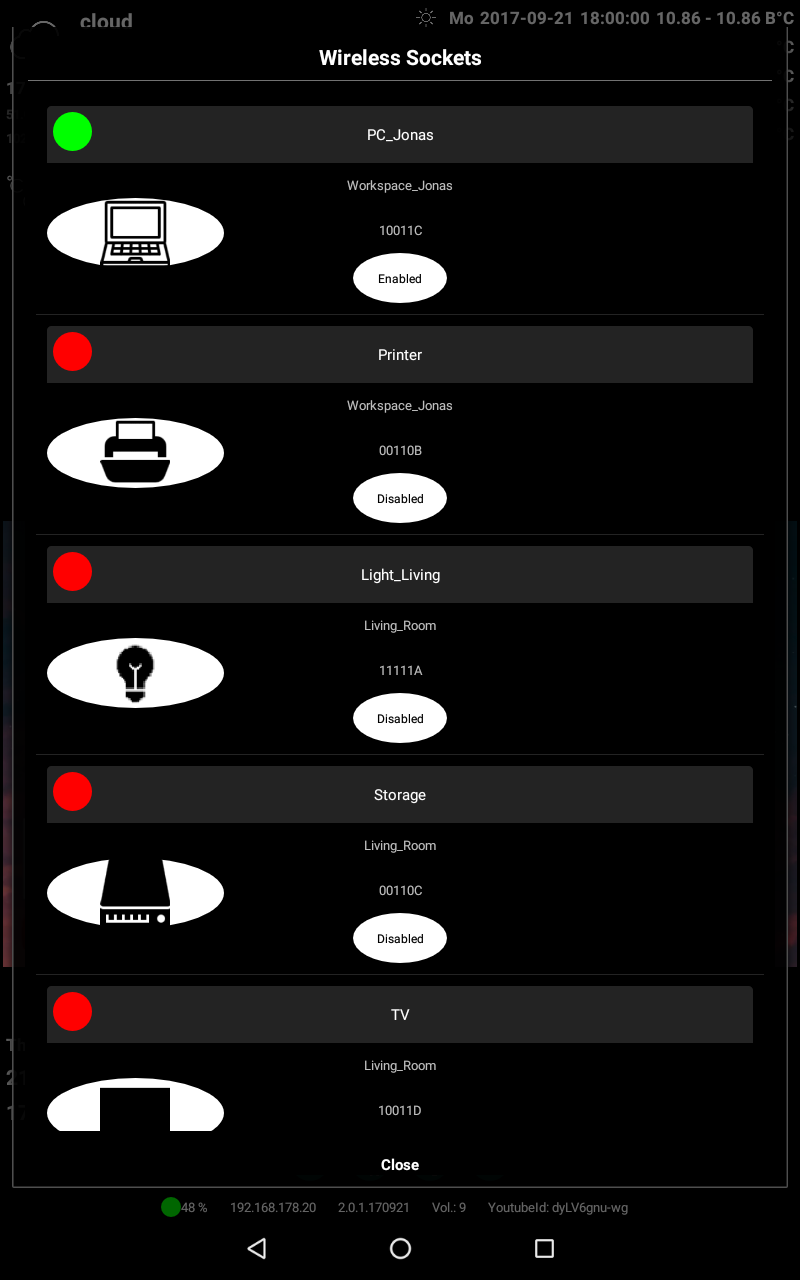 cloud
Mo 2017-09-21 18:00:00 10.86 - 10.86 B°C
Wireless Sockets
PC_Jonas
Workspace_Jonas
10011C
Enabled
Printer
Workspace_Jonas
00110B
Disabled
Light_Living
Living_Room
11111A
Disabled
Storage
Living_Room
00110C
Disabled
TV
Living_Room
10011D
Close
48 % 192.168.178.20 2.0.1.170921 Vol.: 9 YoutubeId: dyLV6gnu-wg